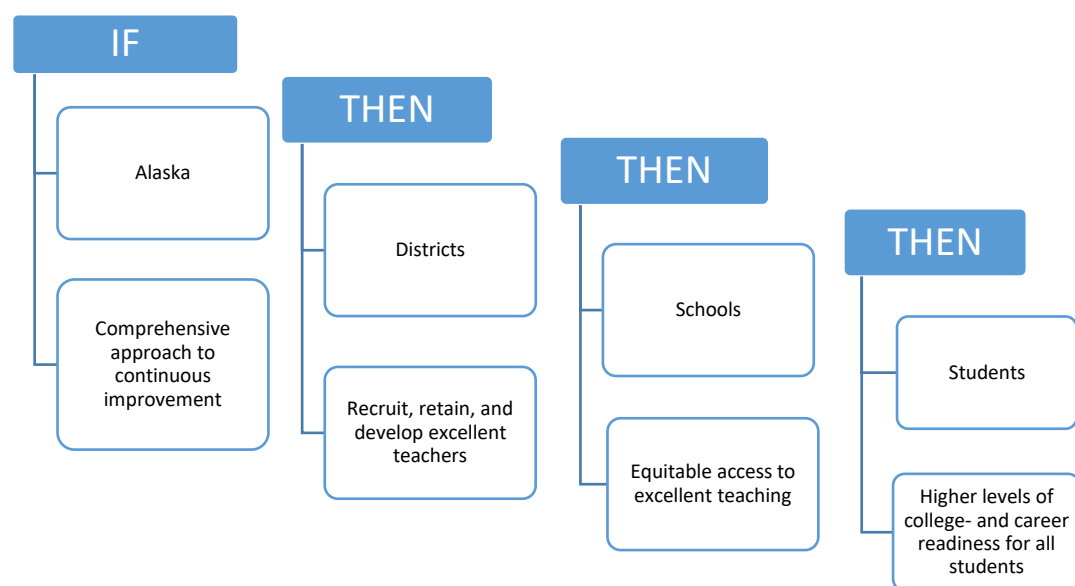 IF
Alaska
Comprehensive
approach to
continuous
improvement
THEN
Districts
Recruit, retain, and
develop excellent
teachers
THEN
Schools
Equitable access to
excellent teaching
THEN
Students
Higher levels of
college- and career
readiness for all
students